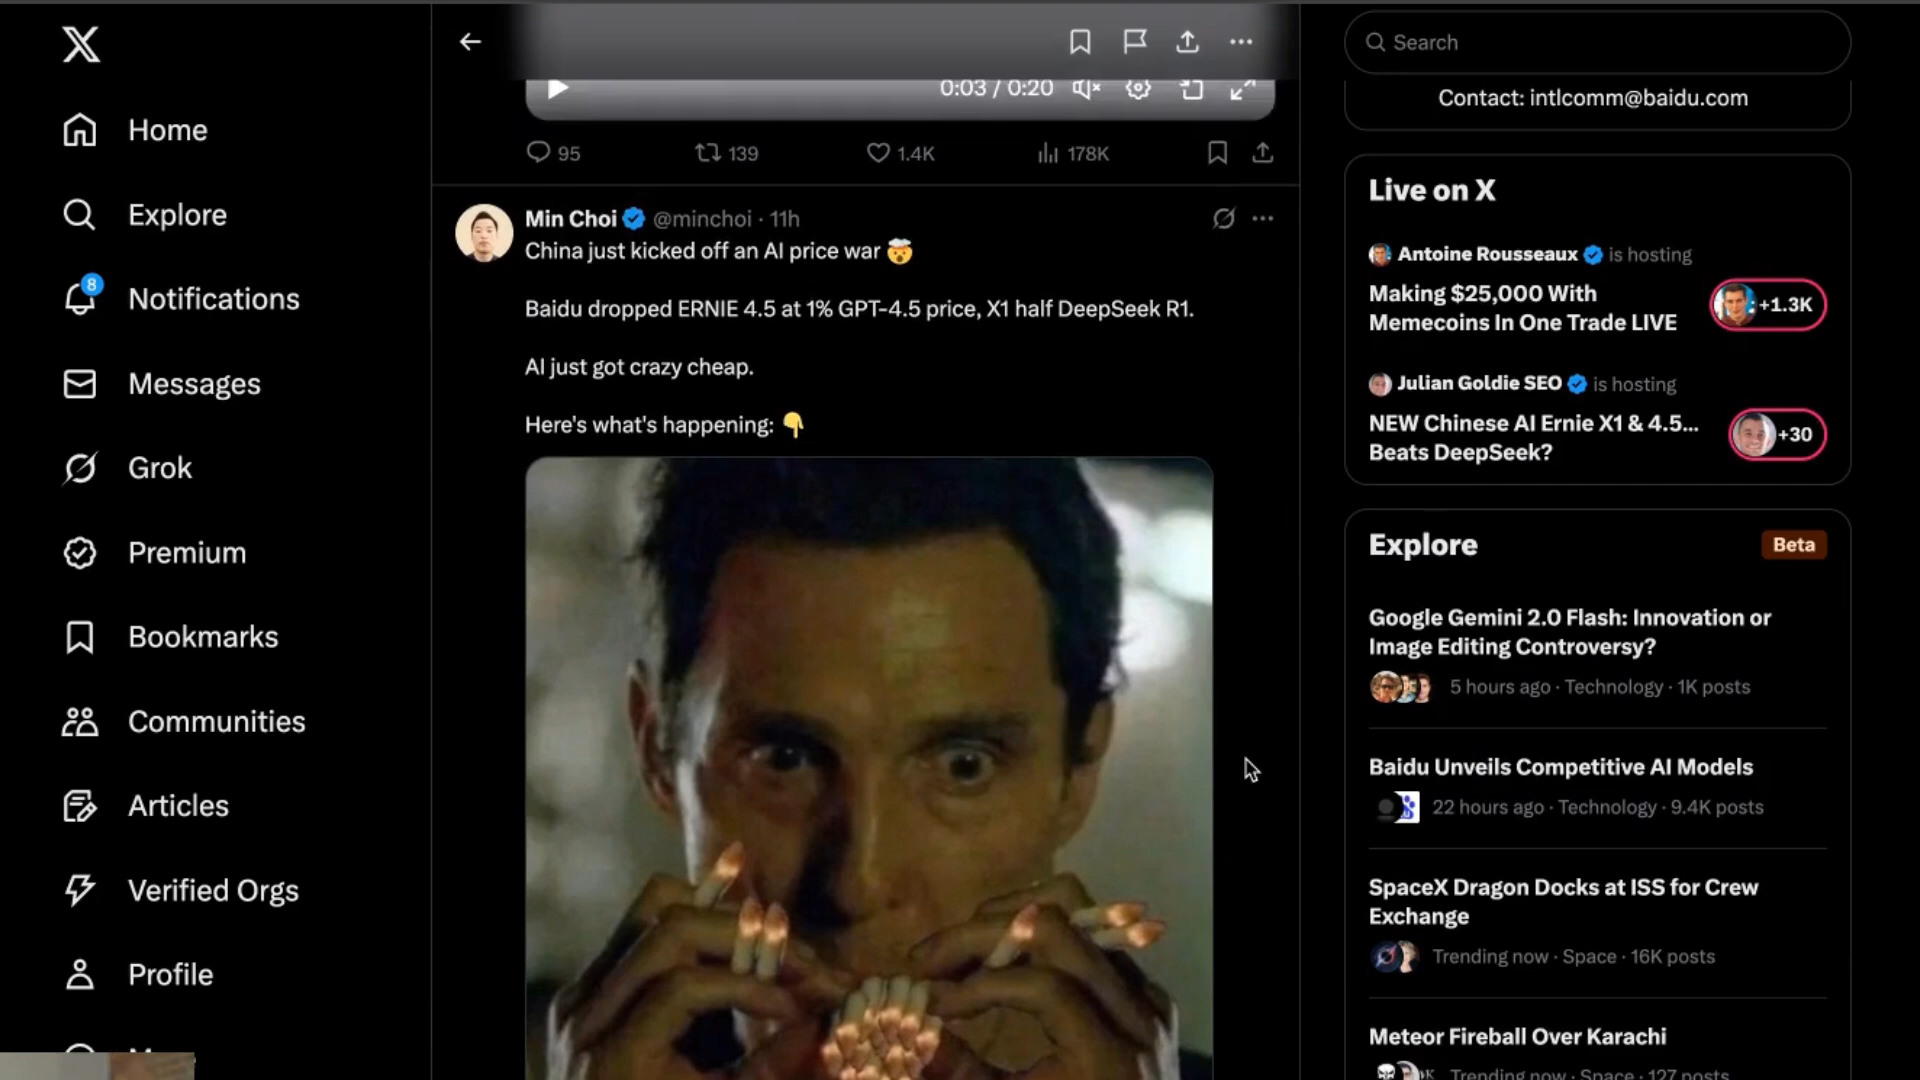 Home
Explore
8
Notifications
Messages
Grok
Premium
Bookmarks
Communities
Articles
Verified Orgs
Profile
0:03 / 0:20
95
139
1.4K
178K
Min Choi @minchoi · 11h
China just kicked off an AI price war 🤯
Baidu dropped ERNIE 4.5 at 1% GPT-4.5 price, X1 half DeepSeek R1.
AI just got crazy cheap.
Here's what's happening: 👇
Search
Contact: intlcomm@baidu.com
Live on X
Antoine Rousseaux is hosting
Making $25,000 With
Memecoins In One Trade LIVE
+1.3K
Julian Goldie SEO is hosting
NEW Chinese AI Ernie X1 & 4.5...
Beats DeepSeek?
+30
Explore
Beta
Google Gemini 2.0 Flash: Innovation or
Image Editing Controversy?
5 hours ago · Technology · 1K posts
Baidu Unveils Competitive AI Models
22 hours ago · Technology · 9.4K posts
SpaceX Dragon Docks at ISS for Crew
Exchange
Trending now · Space · 16K posts
Meteor Fireball Over Karachi
Trending now · Space · 127 posts